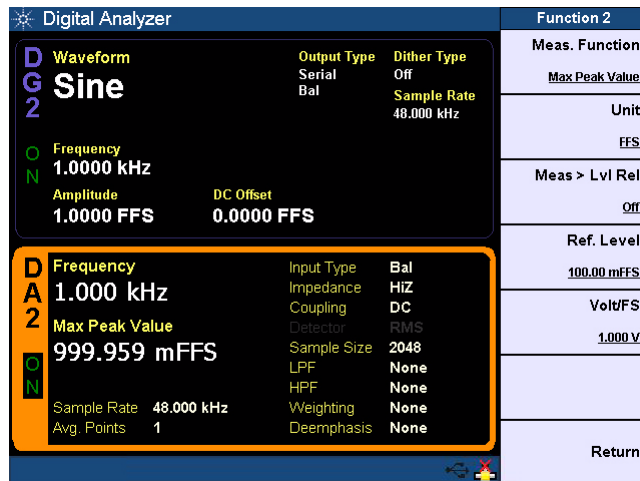 Digital Analyzer
DG2
ON
Waveform
Sine
Output Type
Serial
Bal
Dither Type
Off
Sample Rate
48.000 kHz
Frequency
1.0000 kHz
Amplitude
1.0000 FFS
DC Offset
0.0000 FFS
DA2
ON
Frequency
1.000 kHz
Max Peak Value
999.959 mFFS
Sample Rate 48.000 kHz
Avg. Points 1
Input Type Bal
Impedance HiZ
Coupling DC
Detector RMS
Sample Size 2048
LPF None
HPF None
Weighting None
Deemphasis None
Function 2
Meas. Function
Max Peak Value
Unit
FFS
Meas > Lvl Rel
Off
Ref. Level
100.00 mFFS
Volt/FS
1.000 V
Return